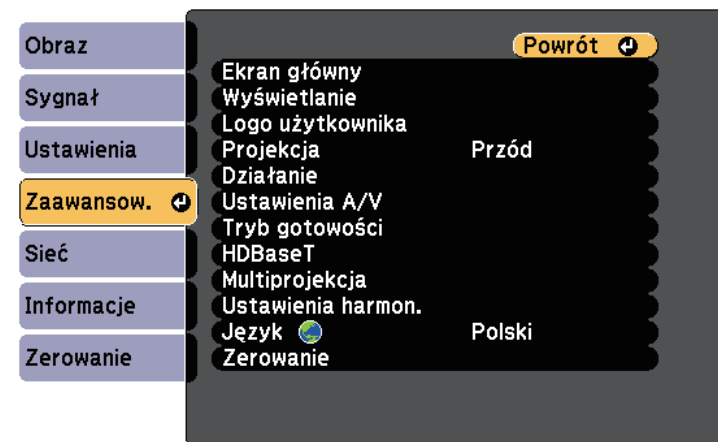 Obraz
Sygnał
Ustawienia
Zaawansow.
Sieć
Informacje
Zerowanie
Powrót
Ekran główny
Wyświetlanie
Logo użytkownika
Projekcja Przód
Działanie
Ustawienia A/V
Tryb gotowości
HDBaseT
Multiprojekcja
Ustawienia harmon.
Język Polski
Zerowanie